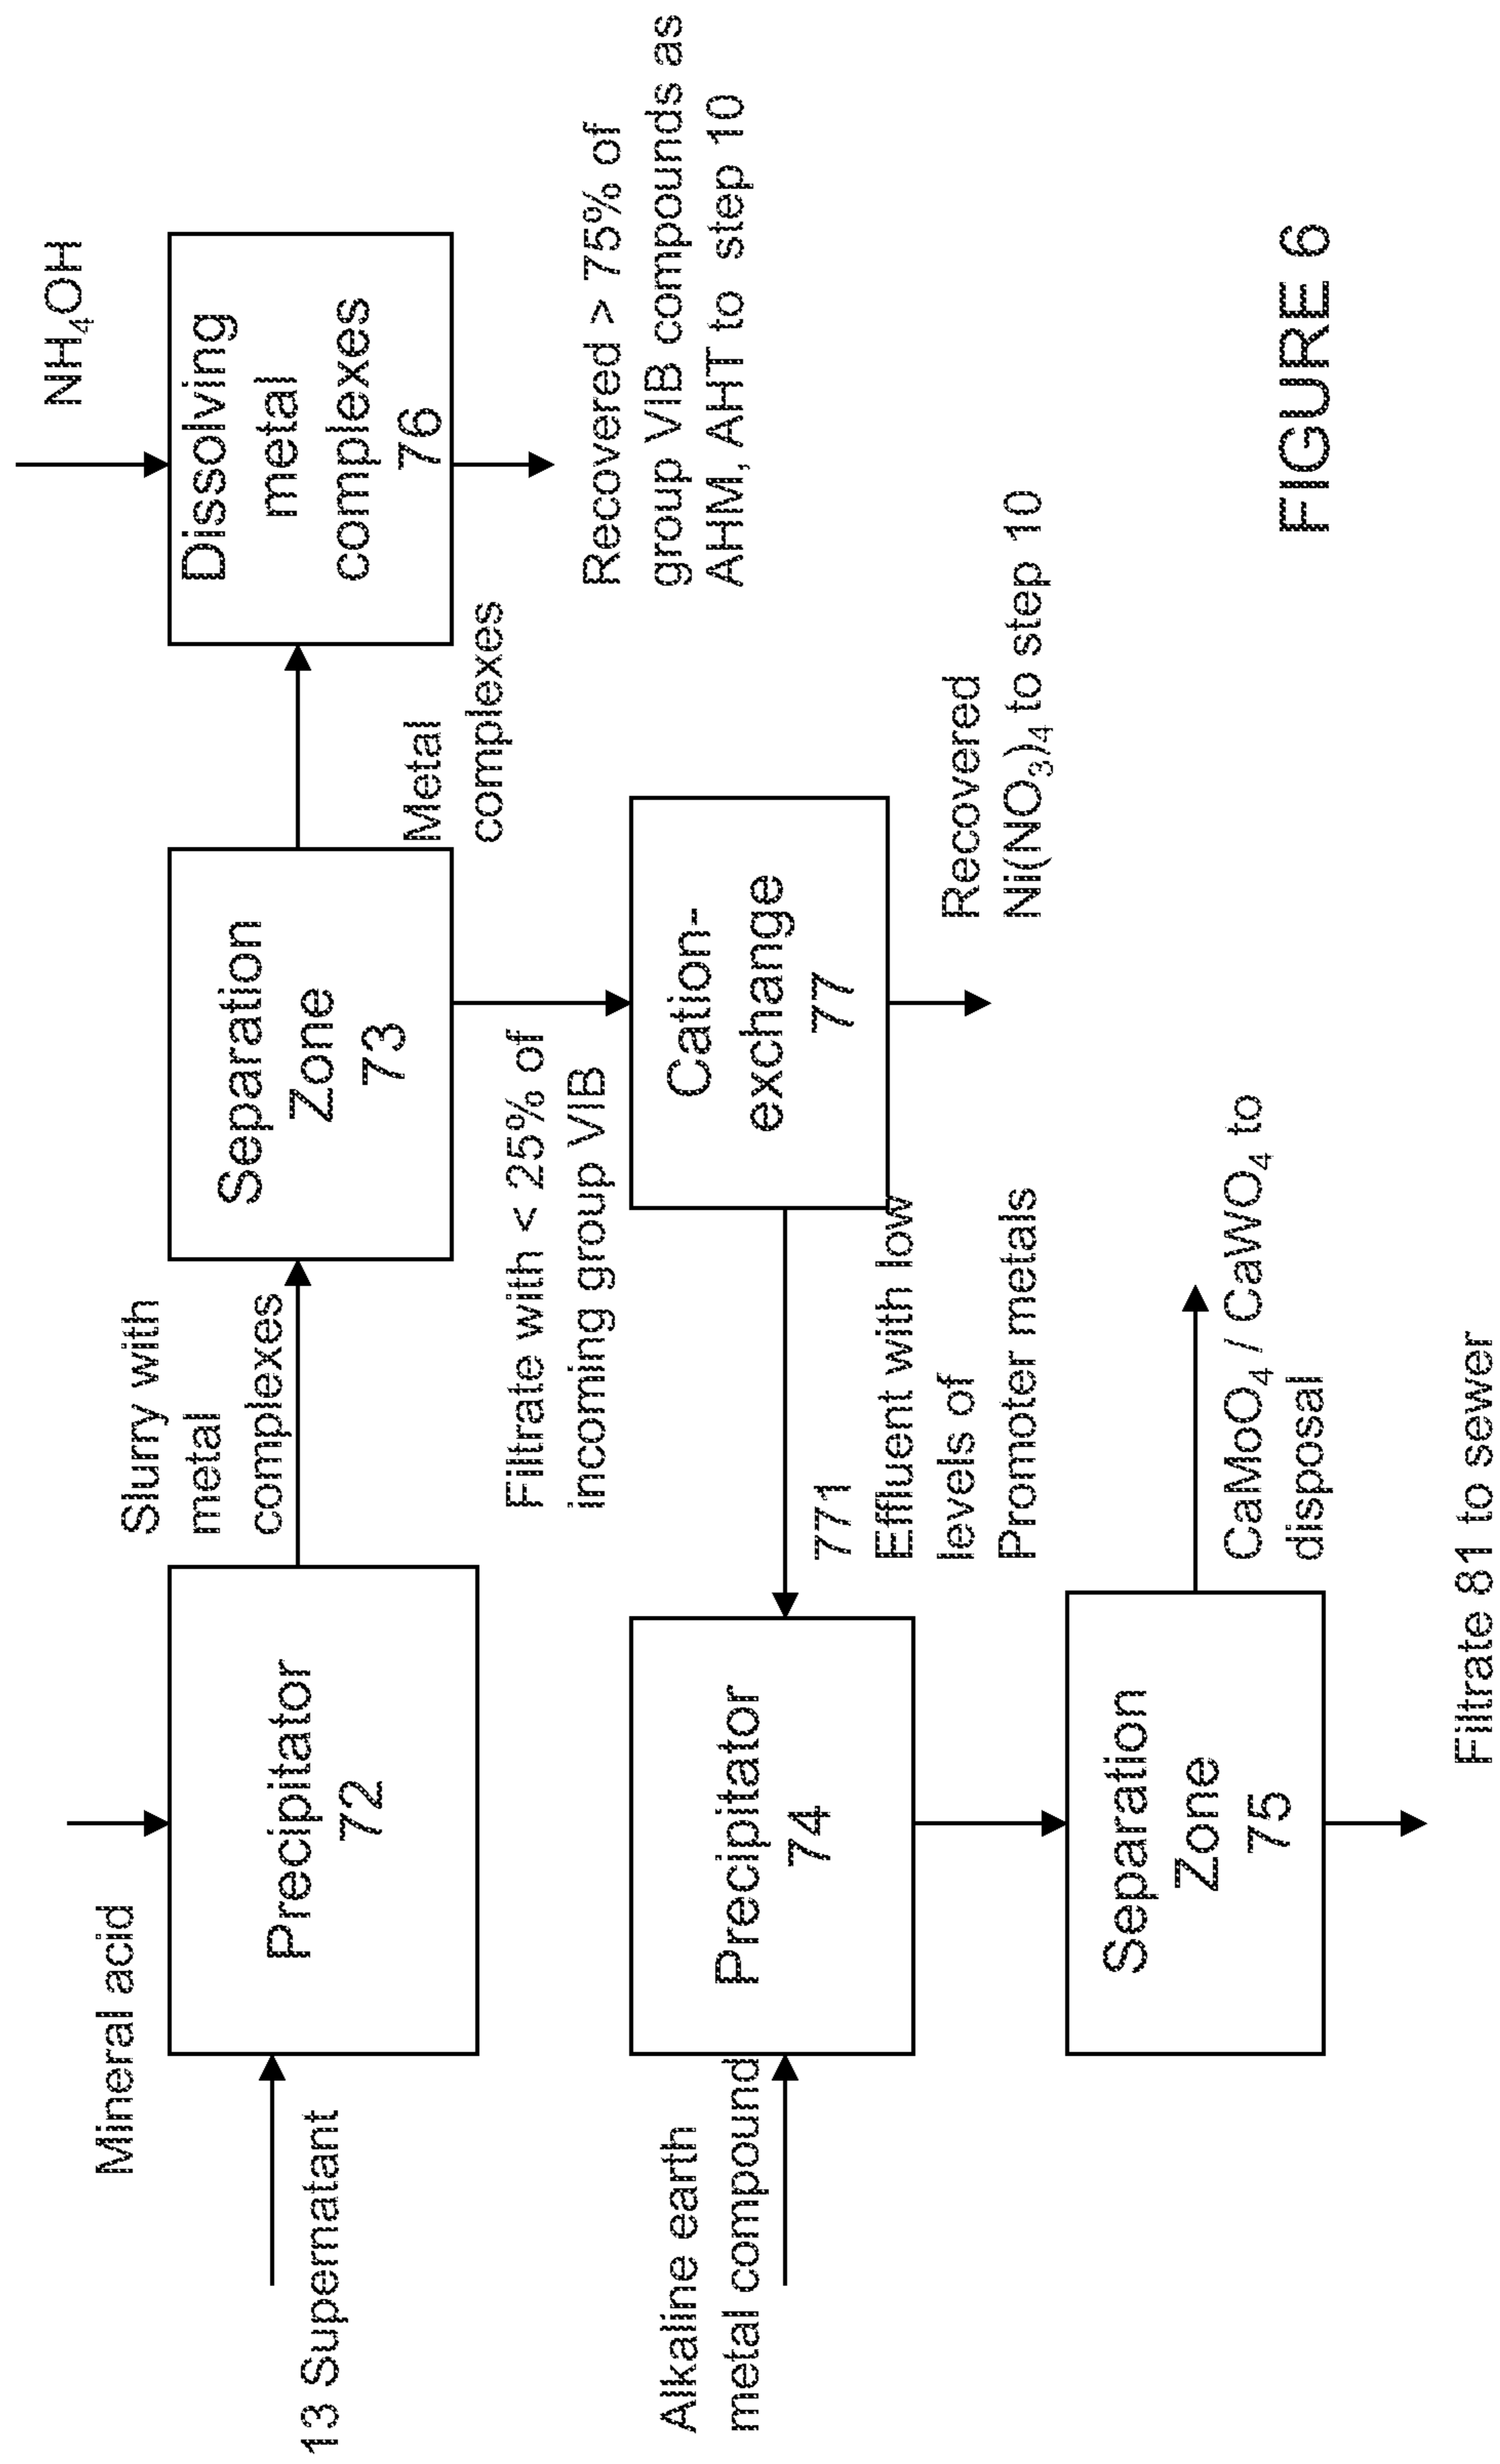 NH4OH
Mineral acid
Slurry with
metal
complexes
13 Supernatant
Precipitator
72
Separation
Zone
73
Dissolving
metal
complexes
76
Metal
complexes
Filtrate with < 25% of
incoming group VIB
Recovered > 75% of
group VIB compounds as
AHM, AHT to step 10
Alkaline earth
metal compound
Precipitator
74
Cation-
exchange
77
771
Effluent with low
levels of
Promoter metals
Recovered
Ni(NO3)4 to step 10
Separation
Zone
75
CaMoO4 / CaWO4 to
disposal
Filtrate 81 to sewer
FIGURE 6